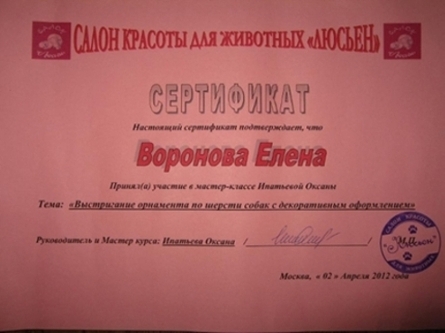 САЛОН КРАСОТЫ ДЛЯ ЖИВОТНЫХ «ЛЮСЬЕН»
СЕРТИФИКАТ
Настоящий сертификат подтверждает, что
Воронова Елена
Принял(а) участие в мастер-классе Ипатьевой Оксаны
Тема: «Выстригание орнамента по шерсти собак с декоративным оформлением»
Руководитель и Мастер курса: Ипатьева Оксана /
Москва, « 02 » Апреля 2012 года